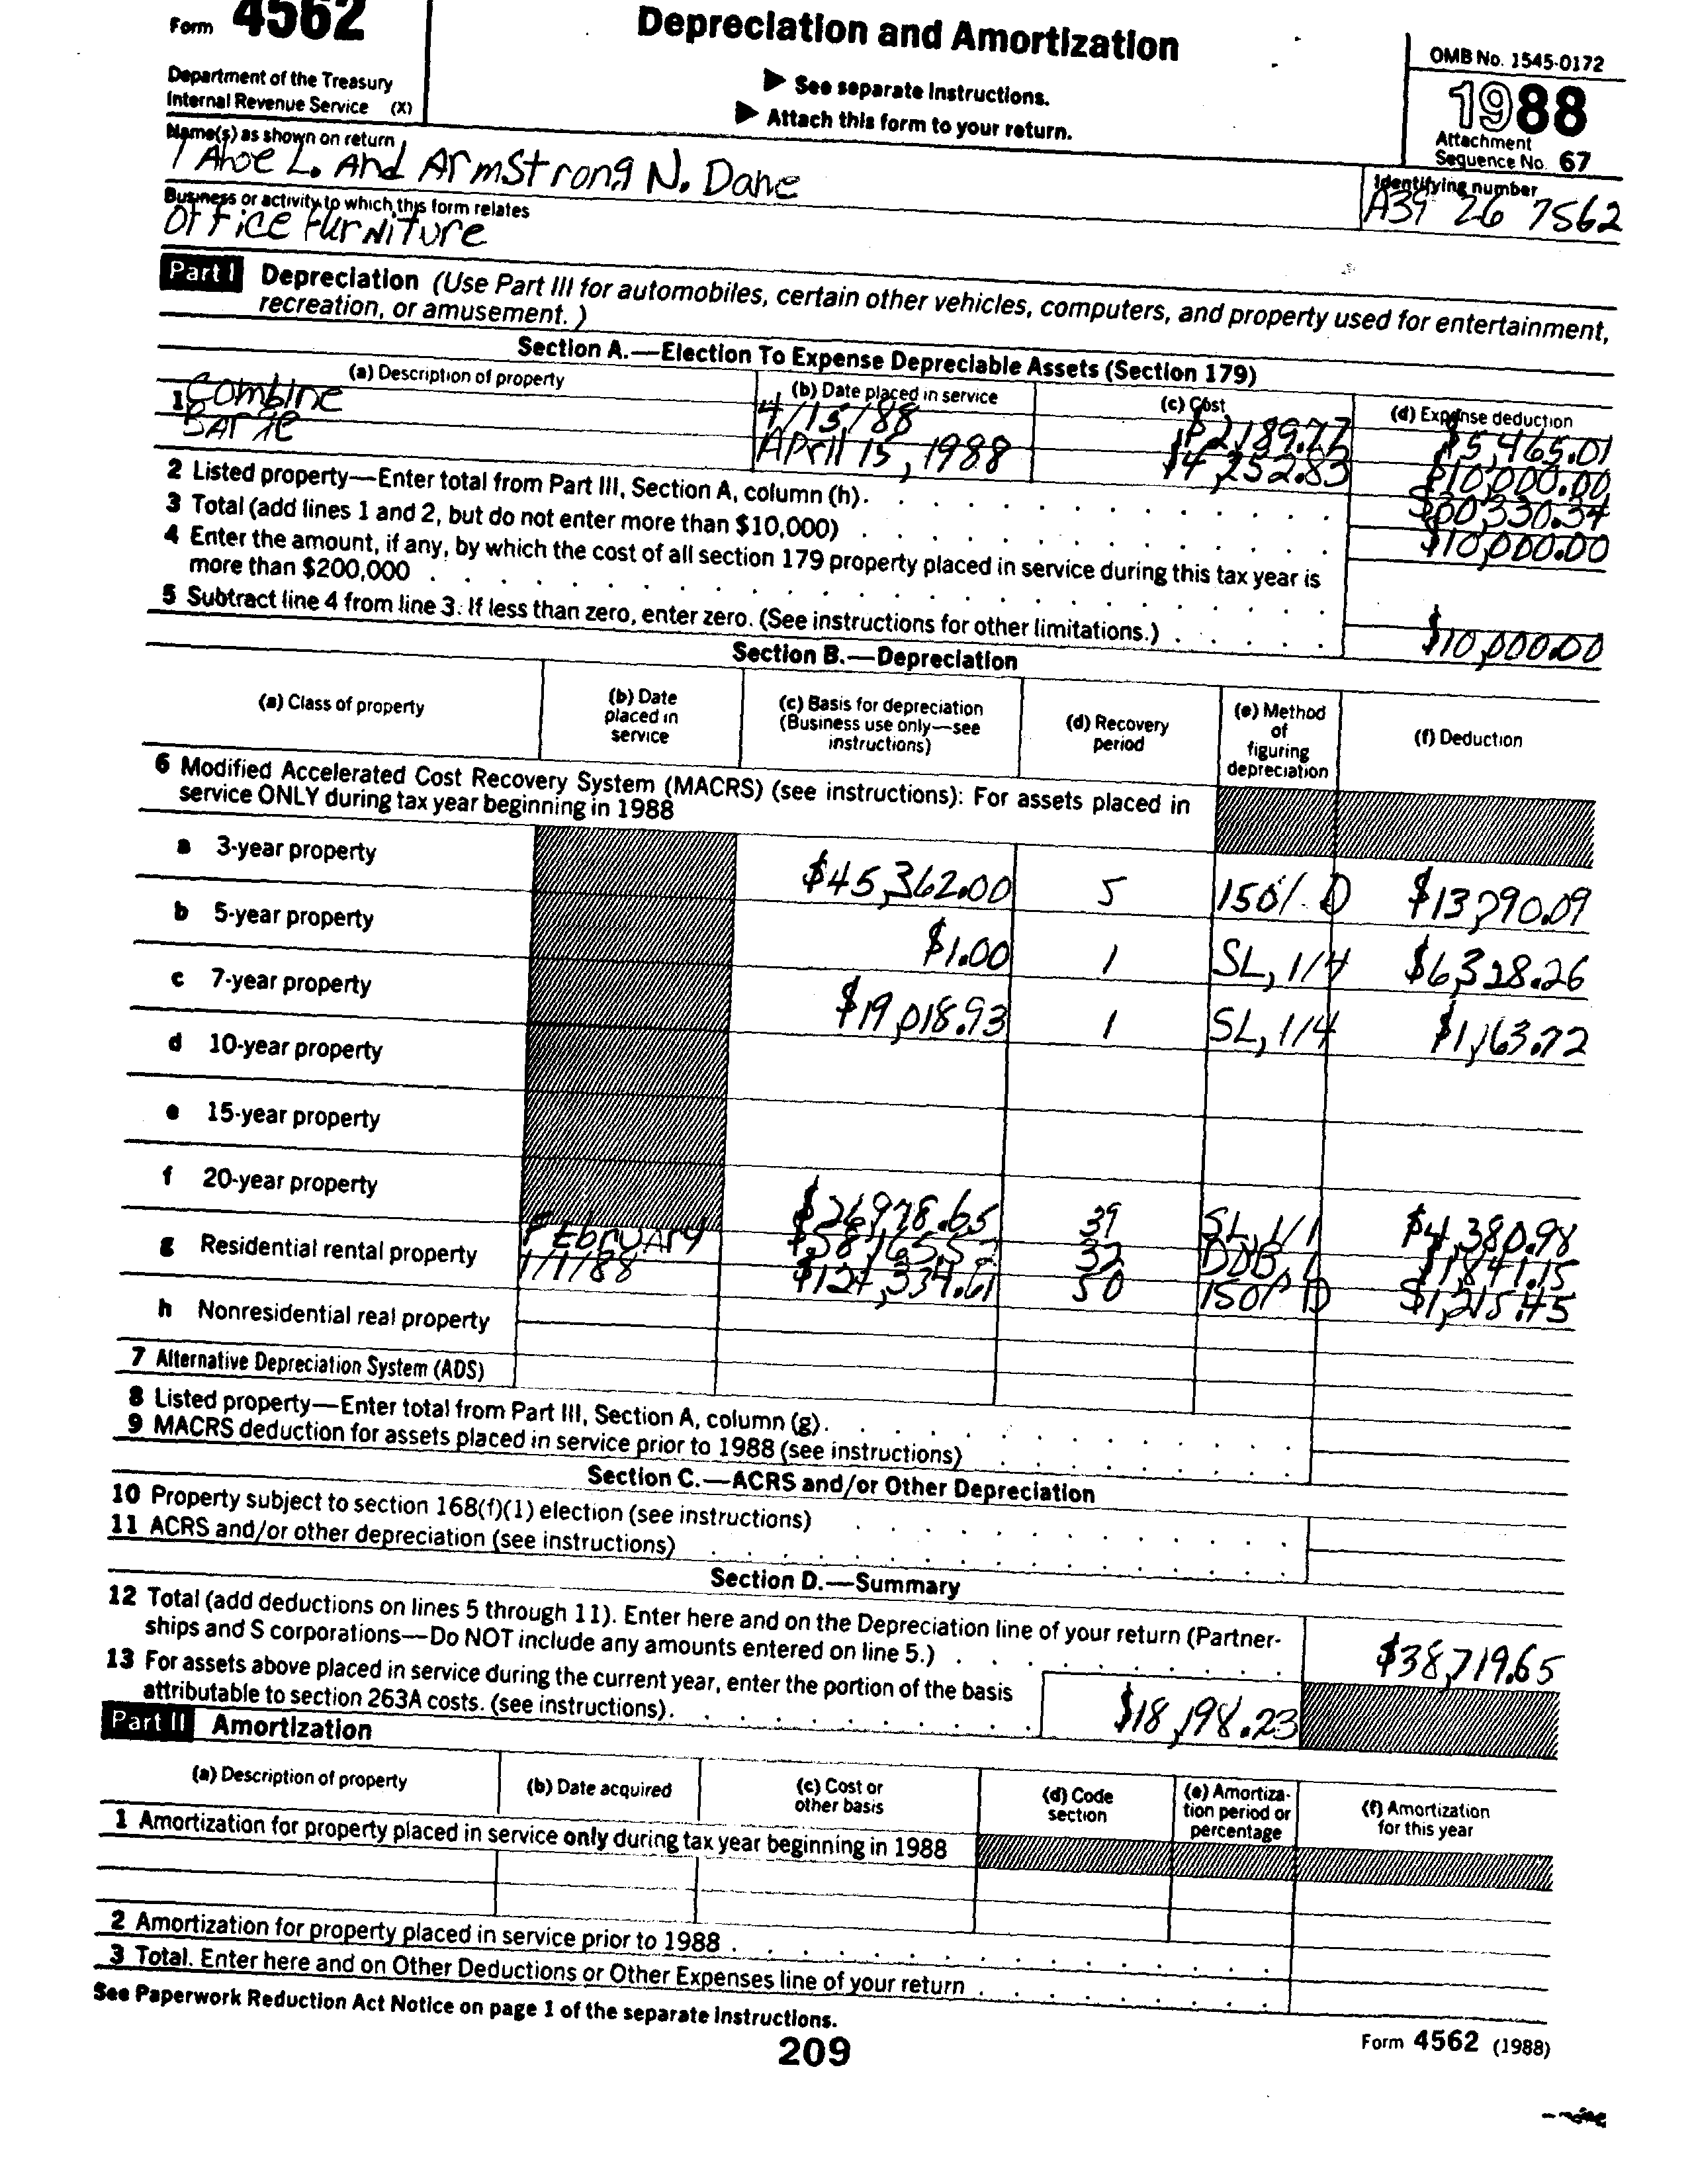 Form 4562
Department of the Treasury
Internal Revenue Service (X)
Depreciation and Amortization
▶ See separate Instructions.
▶ Attach this form to your return.
OMB No. 1545-0172
1988
Attachment
Sequence No. 67
Name(s) as shown on return
TAhoe L. And ArmStrong N. Dane
Identifying number
A39 26 7562
Business or activity to which this form relates
OFFice FurNiTure
Part I Depreciation (Use Part III for automobiles, certain other vehicles, computers, and property used for entertainment,
recreation, or amusement.)
Section A.—Election To Expense Depreciable Assets (Section 179)
(a) Description of property (b) Date placed in service (c) Cost (d) Expense deduction
1 Combine 4/15/88 $2,189.77 $5,465.01
Barge April 15, 1988 $4,252.83 $10,000.00
2 Listed property—Enter total from Part III, Section A, column (h). $30,330.34
3 Total (add lines 1 and 2, but do not enter more than $10,000) $10,000.00
4 Enter the amount, if any, by which the cost of all section 179 property placed in service during this tax year is
more than $200,000
5 Subtract line 4 from line 3. If less than zero, enter zero. (See instructions for other limitations.) $10,000.00
Section B.—Depreciation
(a) Class of property (b) Date placed in service (c) Basis for depreciation (Business use only—see instructions) (d) Recovery period (e) Method of figuring depreciation (f) Deduction
6 Modified Accelerated Cost Recovery System (MACRS) (see instructions): For assets placed in
service ONLY during tax year beginning in 1988
a 3-year property $45,362.00 5 150% D $13,790.09
b 5-year property $1.00 1 SL, 1/4 $6,328.26
c 7-year property $19,018.93 1 SL, 1/4 $1,163.72
d 10-year property
e 15-year property
f 20-year property
$26,978.65 39 SL, 1/1 $4,380.98
g Residential rental property February 32 DDB, 1 $1,841.15
1/1/88 $127,334.61 50 150% D $1,215.45
h Nonresidential real property
7 Alternative Depreciation System (ADS)
8 Listed property—Enter total from Part III, Section A, column (g).
9 MACRS deduction for assets placed in service prior to 1988 (see instructions)
Section C.—ACRS and/or Other Depreciation
10 Property subject to section 168(f)(1) election (see instructions)
11 ACRS and/or other depreciation (see instructions)
Section D.—Summary
12 Total (add deductions on lines 5 through 11). Enter here and on the Depreciation line of your return (Partner-
ships and S corporations—Do NOT include any amounts entered on line 5.) $38,719.65
13 For assets above placed in service during the current year, enter the portion of the basis
attributable to section 263A costs. (see instructions). $18,198.23
Part II Amortization
(a) Description of property (b) Date acquired (c) Cost or other basis (d) Code section (e) Amortiza- tion period or percentage (f) Amortization for this year
1 Amortization for property placed in service only during tax year beginning in 1988
2 Amortization for property placed in service prior to 1988
3 Total. Enter here and on Other Deductions or Other Expenses line of your return
See Paperwork Reduction Act Notice on page 1 of the separate Instructions.
209
Form 4562 (1988)